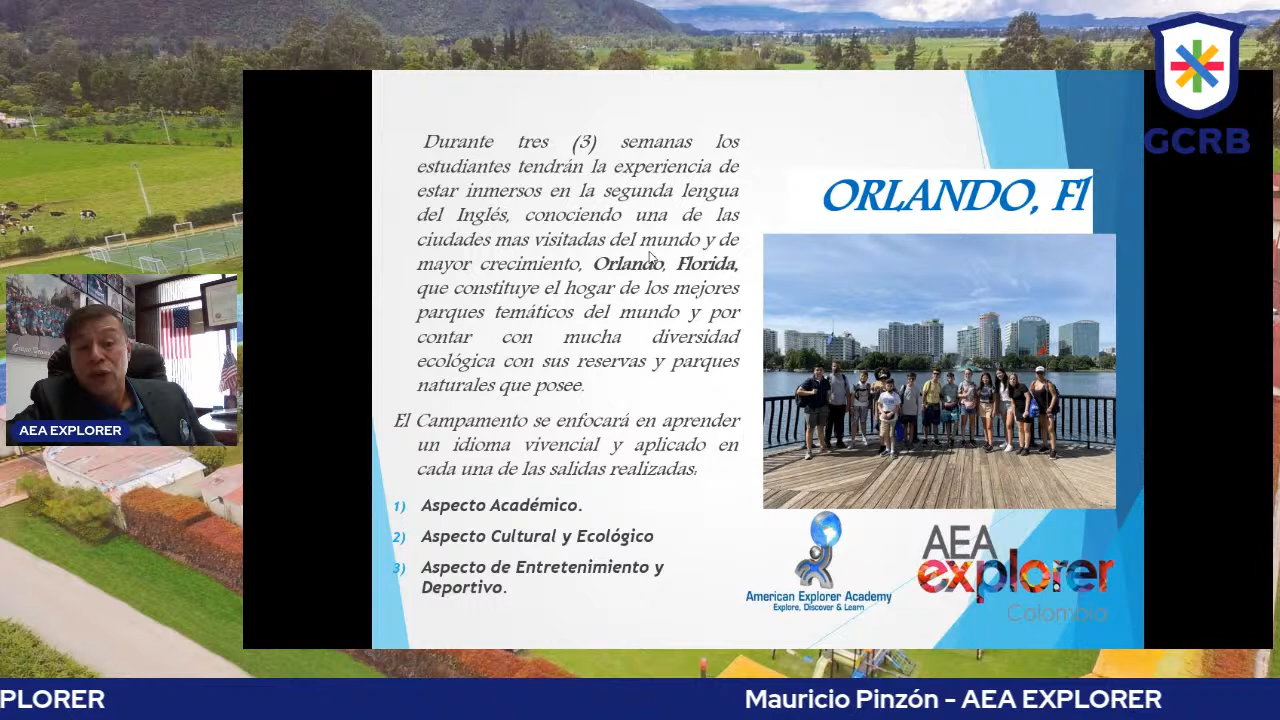 GCRB
Durante tres (3) semanas los
estudiantes tendrán la experiencia de
estar inmersos en la segunda lengua
del Inglés, conociendo una de las
ciudades mas visitadas del mundo y de
mayor crecimiento, Orlando, Florida,
que constituye el hogar de los mejores
parques temáticos del mundo y por
contar con mucha diversidad
ecológica con sus reservas y parques
naturales que posee.
El Campamento se enfocará en aprender
un idioma vivencial y aplicado en
cada una de las salidas realizadas:
1) Aspecto Académico.
2) Aspecto Cultural y Ecológico
3) Aspecto de Entretenimiento y
Deportivo.
ORLANDO, Fl
American Explorer Academy
Explore, Discover & Learn
AEA
explorer
Colombia
AEA EXPLORER
PLORER
Mauricio Pinzón - AEA EXPLORER